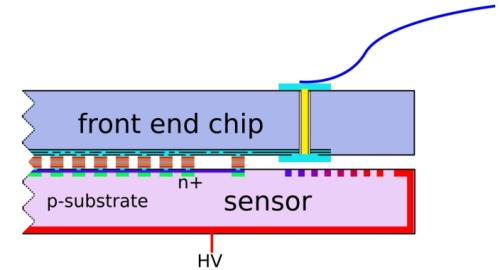 front end chip
n+
p-substrate
sensor
HV